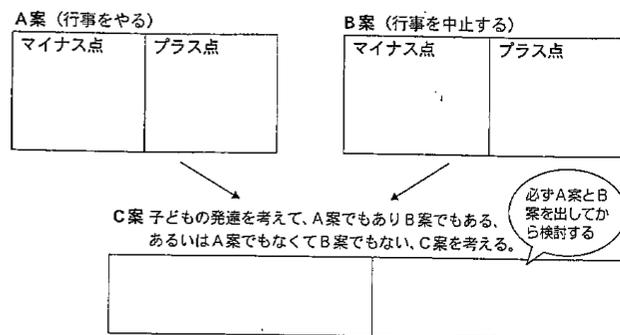 A案（行事をやる）
マイナス点
プラス点
B案（行事を中止する）
マイナス点
プラス点
C案 子どもの発達を考えて、A案でもありB案でもある、
あるいはA案でもなくてB案でもない、C案を考える。
必ずA案とB
案を出してか
ら検討する